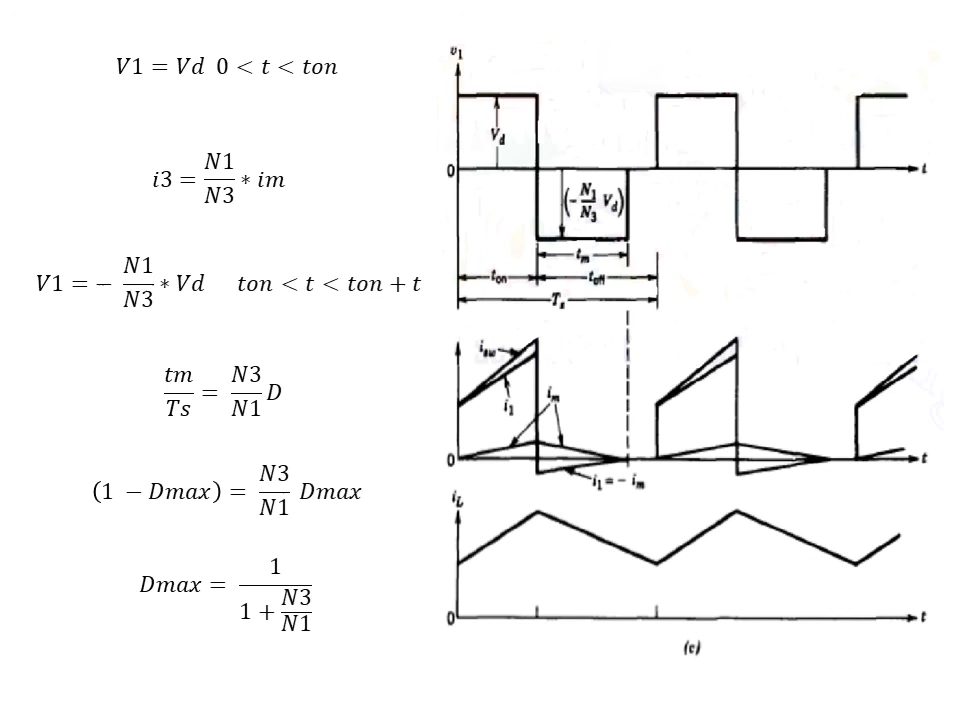 V1 = Vd 0 < t < ton
i3 = N1/N3 * im
V1 = − N1/N3 * Vd ton < t < ton + t
tm/Ts = N3/N1 D
(1 − Dmax) = N3/N1 Dmax
Dmax = 1/(1 + N3/N1)
v1
Vd
0
t
(−N1/N3 Vd)
tm
ton
toff
Ts
isw
i1
im
0
t
i1 = − im
iL
0
t
(c)